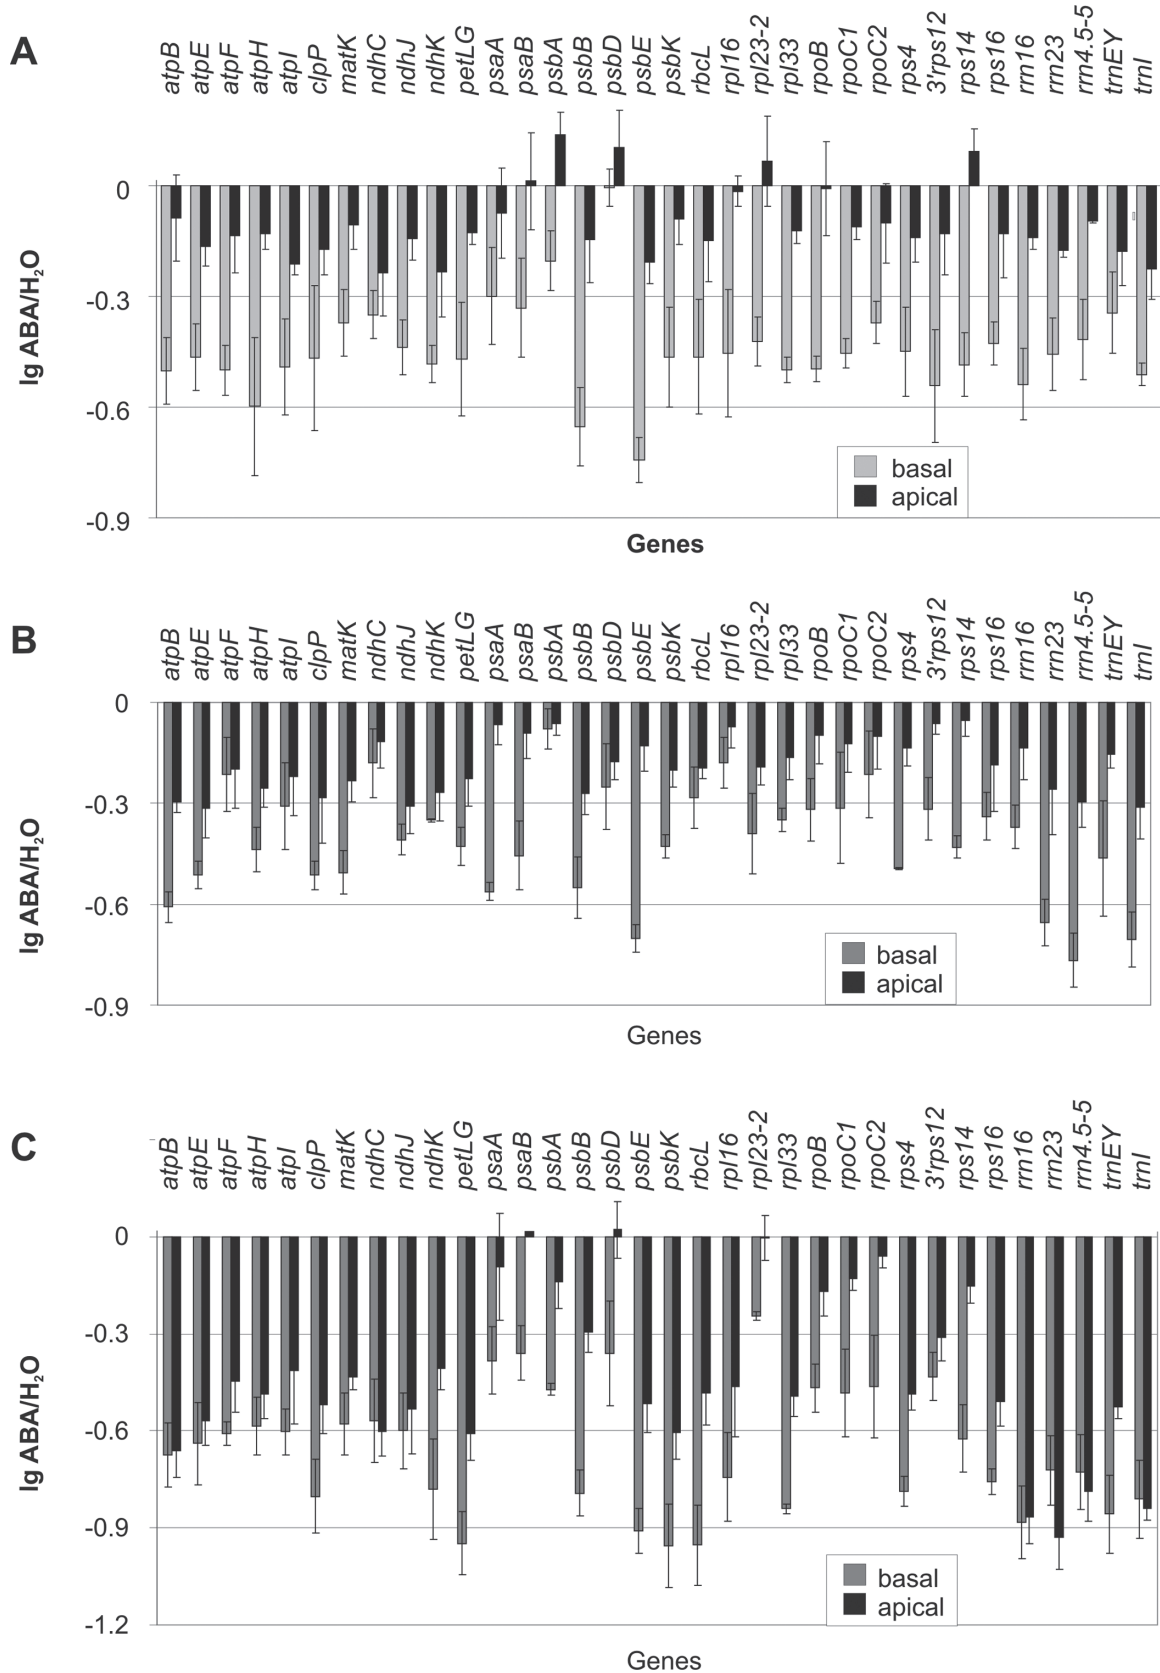 A
atpB atpE atpF atpH atpI clpP matK ndhC ndhJ ndhK petLG psaA psaB psbA psbB psbD psbE psbK rbcL rpl16 rpl23-2 rpl33 rpoB rpoC1 rpoC2 rps4 3'rps12 rps14 rps16 rrn16 rrn23 rrn4.5-5 trnEY trnI
0
-0.3
-0.6
-0.9
lg ABA/H₂O
basal
apical
Genes
B
atpB atpE atpF atpH atpI clpP matK ndhC ndhJ ndhK petLG psaA psaB psbA psbB psbD psbE psbK rbcL rpl16 rpl23-2 rpl33 rpoB rpoC1 rpoC2 rps4 3'rps12 rps14 rps16 rrn16 rrn23 rrn4.5-5 trnEY trnI
0
-0.3
-0.6
-0.9
lg ABA/H₂O
basal
apical
Genes
C
atpB atpE atpF atpH atpI clpP matK ndhC ndhJ ndhK petLG psaA psaB psbA psbB psbD psbE psbK rbcL rpl16 rpl23-2 rpl33 rpoB rpoC1 rpoC2 rps4 3'rps12 rps14 rps16 rrn16 rrn23 rrn4.5-5 trnEY trnI
0
-0.3
-0.6
-0.9
-1.2
lg ABA/H₂O
basal
apical
Genes